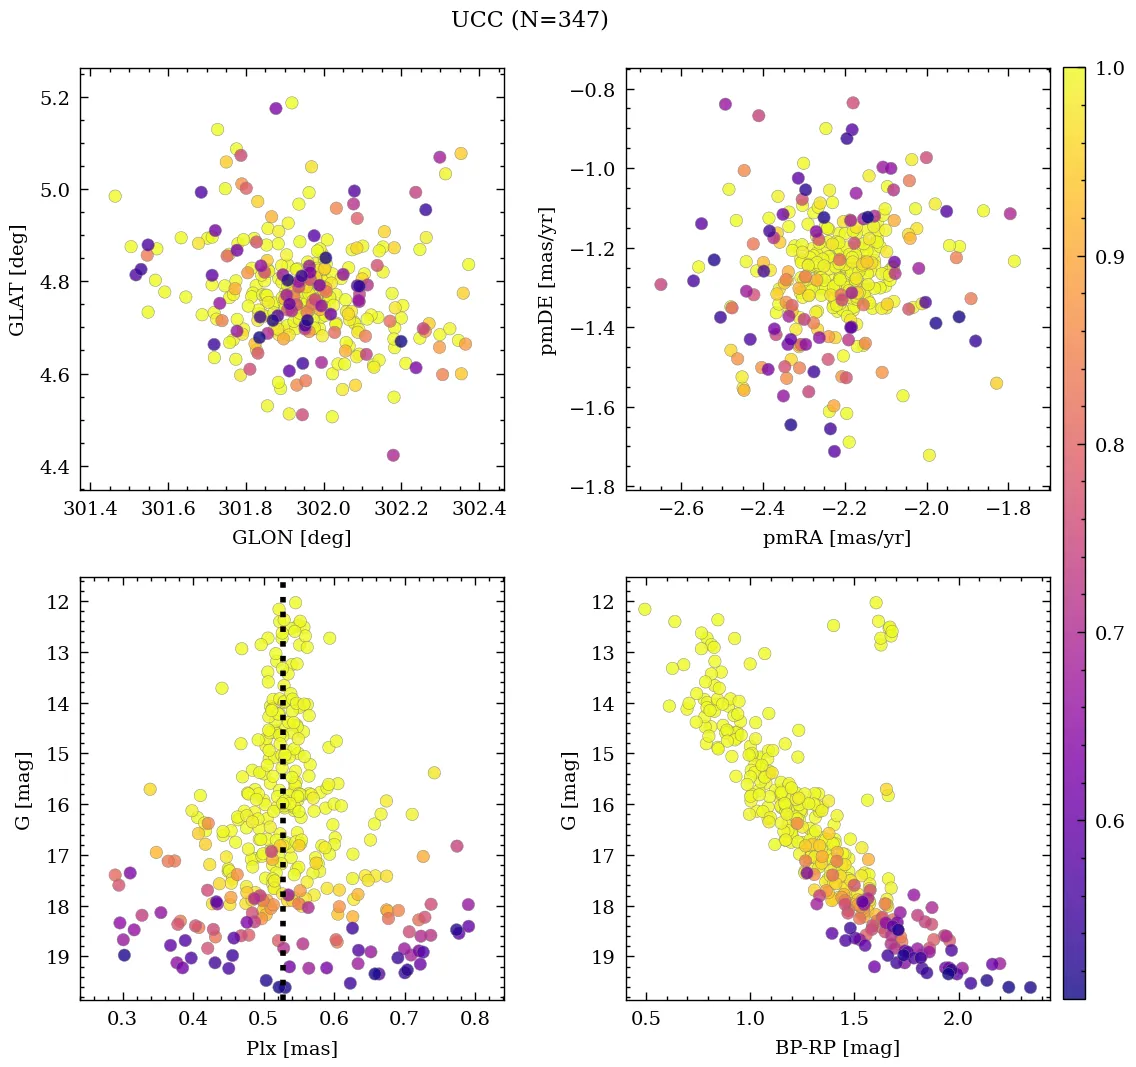 UCC (N=347)
5.2
5.0
4.8
4.6
4.4
GLAT [deg]
301.4 301.6 301.8 302.0 302.2 302.4
GLON [deg]
−0.8
−1.0
−1.2
−1.4
−1.6
−1.8
pmDE [mas/yr]
−2.6 −2.4 −2.2 −2.0 −1.8
pmRA [mas/yr]
12
13
14
15
16
17
18
19
G [mag]
0.3 0.4 0.5 0.6 0.7 0.8
Plx [mas]
12
13
14
15
16
17
18
19
G [mag]
0.5 1.0 1.5 2.0
BP-RP [mag]
1.0
0.9
0.8
0.7
0.6